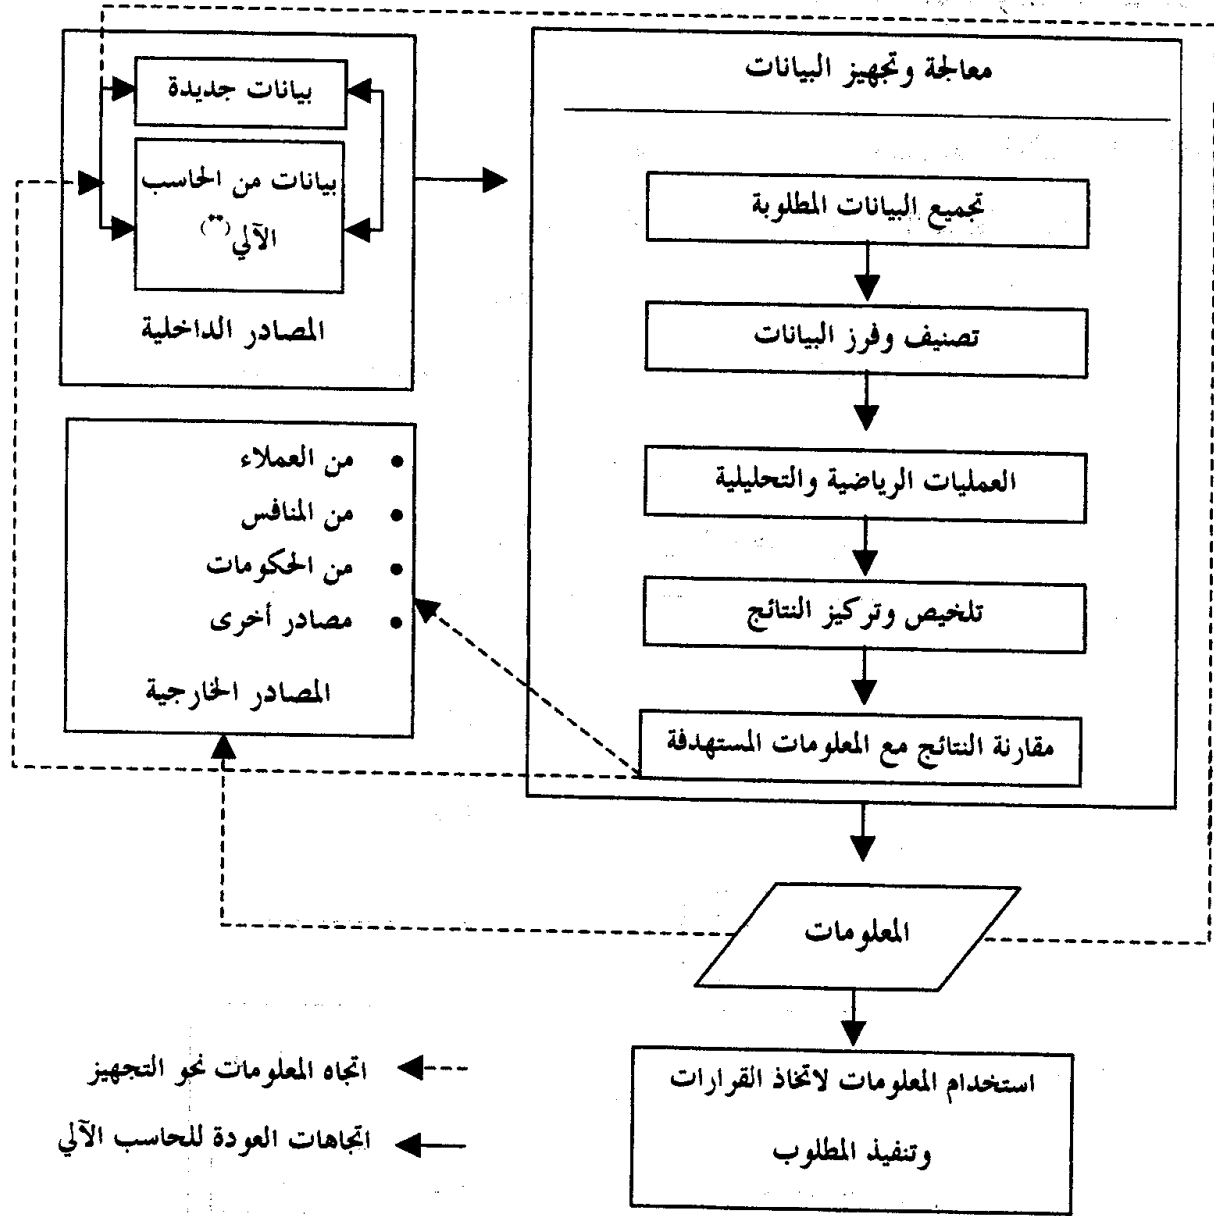 معالجة وتجهيز البيانات
تجميع البيانات المطلوبة
تصنيف وفرز البيانات
العمليات الرياضية والتحليلية
تلخيص وتركيز النتائج
مقارنة النتائج مع المعلومات المستهدفة
بيانات جديدة
بيانات من الحاسب
الآلي(**)
المصادر الداخلية
• من العملاء
• من المنافس
• من الحكومات
• مصادر أخرى
المصادر الخارجية
المعلومات
استخدام المعلومات لاتخاذ القرارات
وتنفيذ المطلوب
اتجاه المعلومات نحو التجهيز
اتجاهات العودة للحاسب الآلي